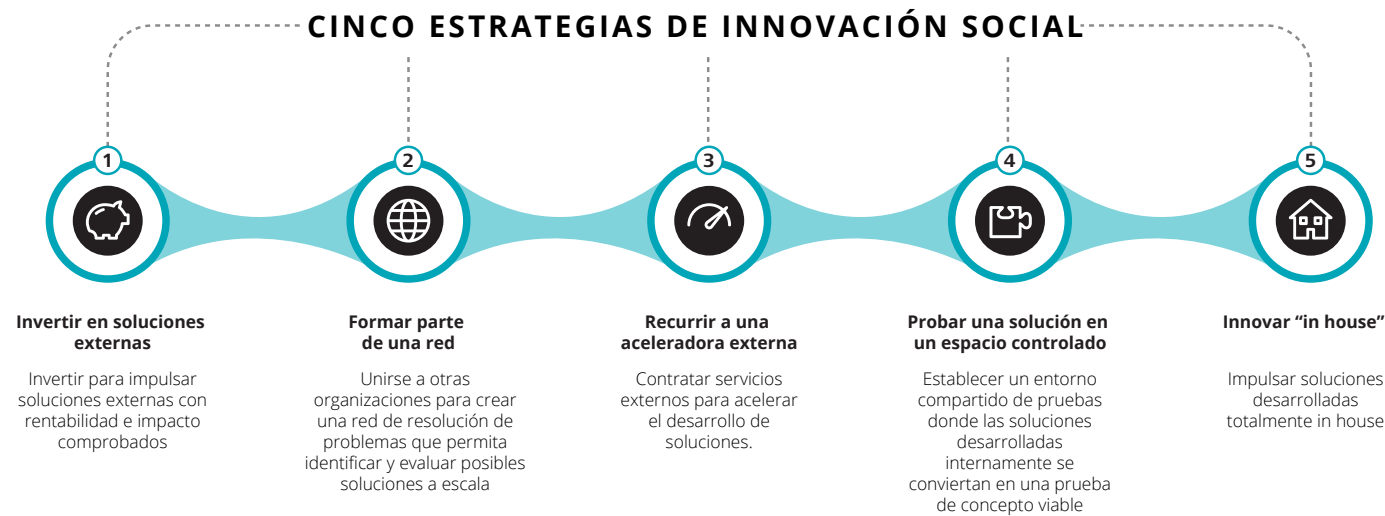 CINCO ESTRATEGIAS DE INNOVACIÓN SOCIAL
1
Invertir en soluciones
externas
Invertir para impulsar
soluciones externas con
rentabilidad e impacto
comprobados
2
Formar parte
de una red
Unirse a otras
organizaciones para crear
una red de resolución de
problemas que permita
identificar y evaluar posibles
soluciones a escala
3
Recurrir a una
aceleradora externa
Contratar servicios
externos para acelerar
el desarrollo de
soluciones.
4
Probar una solución en
un espacio controlado
Establecer un entorno
compartido de pruebas
donde las soluciones
desarrolladas
internamente se
conviertan en una prueba
de concepto viable
5
Innovar “in house”
Impulsar soluciones
desarrolladas
totalmente in house